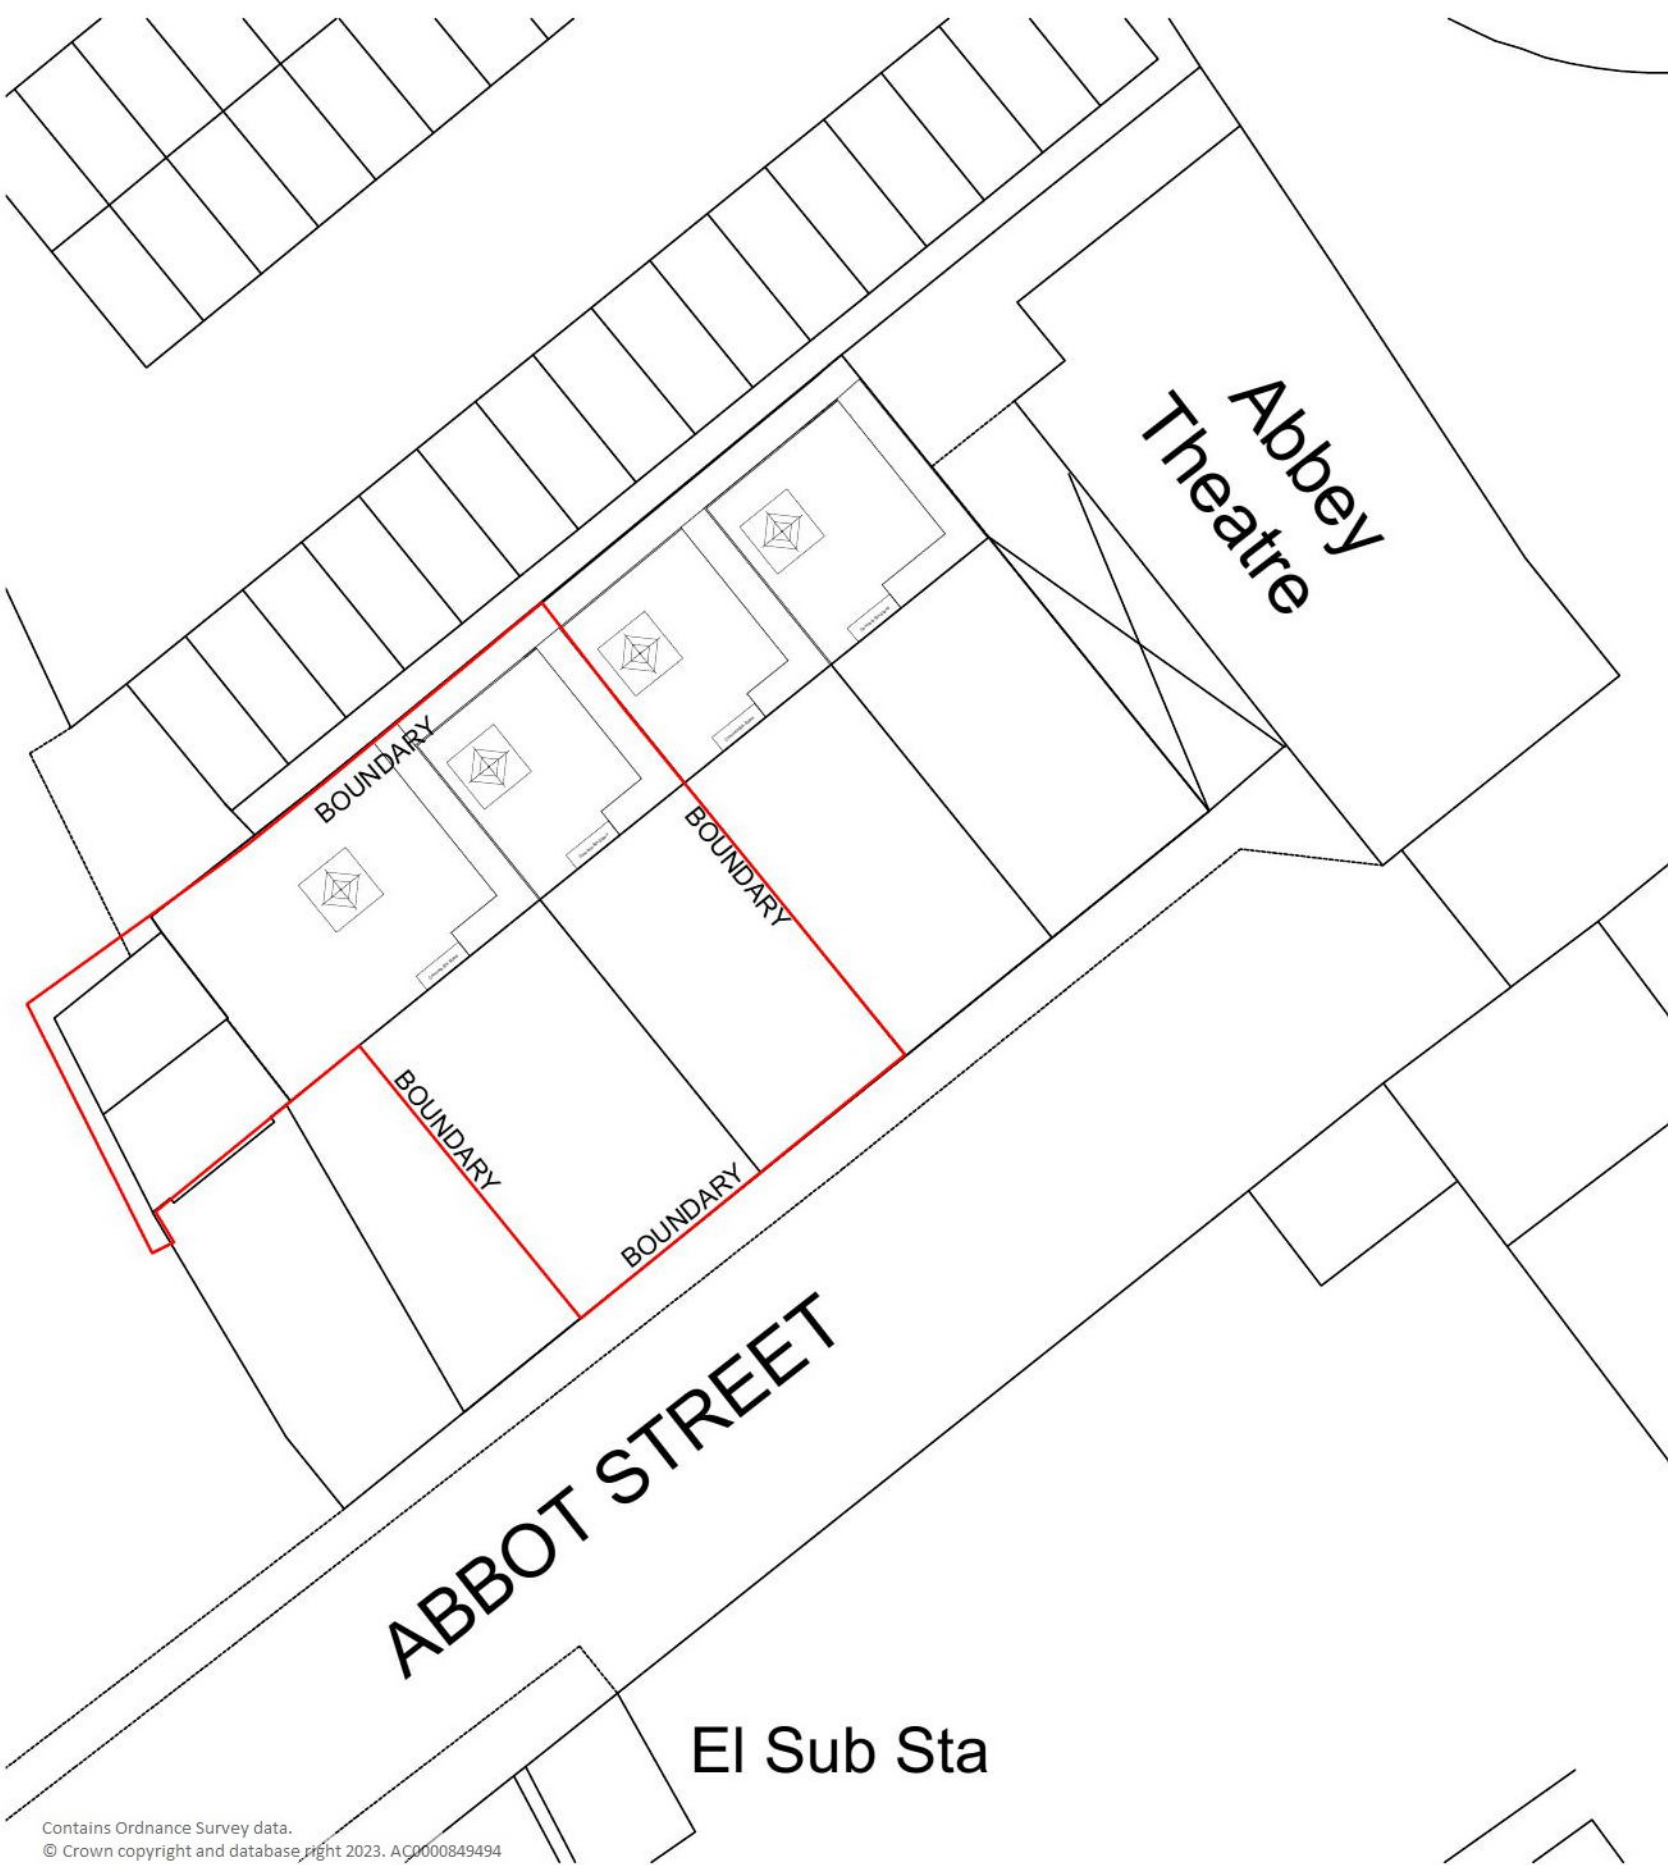 Abbey
Theatre
BOUNDARY
BOUNDARY
BOUNDARY
BOUNDARY
ABBOT STREET
El Sub Sta
Contains Ordnance Survey data.
© Crown copyright and database right 2023. AC0000849494